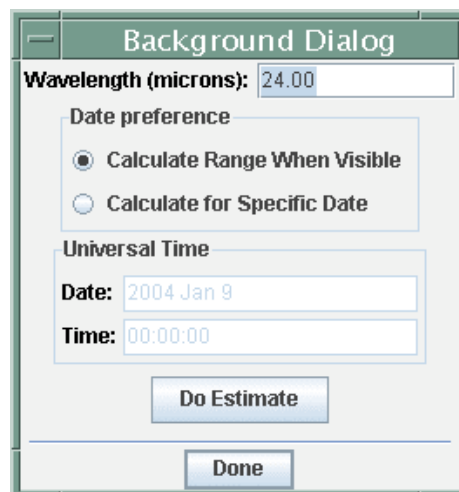 Background Dialog
Wavelength (microns): 24.00
Date preference
Calculate Range When Visible
Calculate for Specific Date
Universal Time
Date: 2004 Jan 9
Time: 00:00:00
Do Estimate
Done